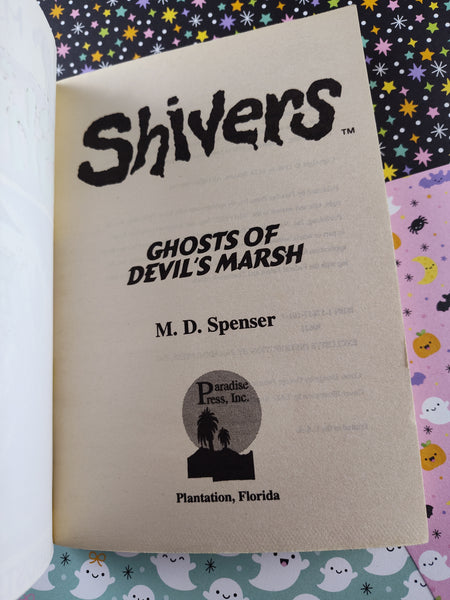 Shivers™
GHOSTS OF
DEVIL'S MARSH
M. D. Spenser
Paradise
Press, Inc.
Plantation, Florida